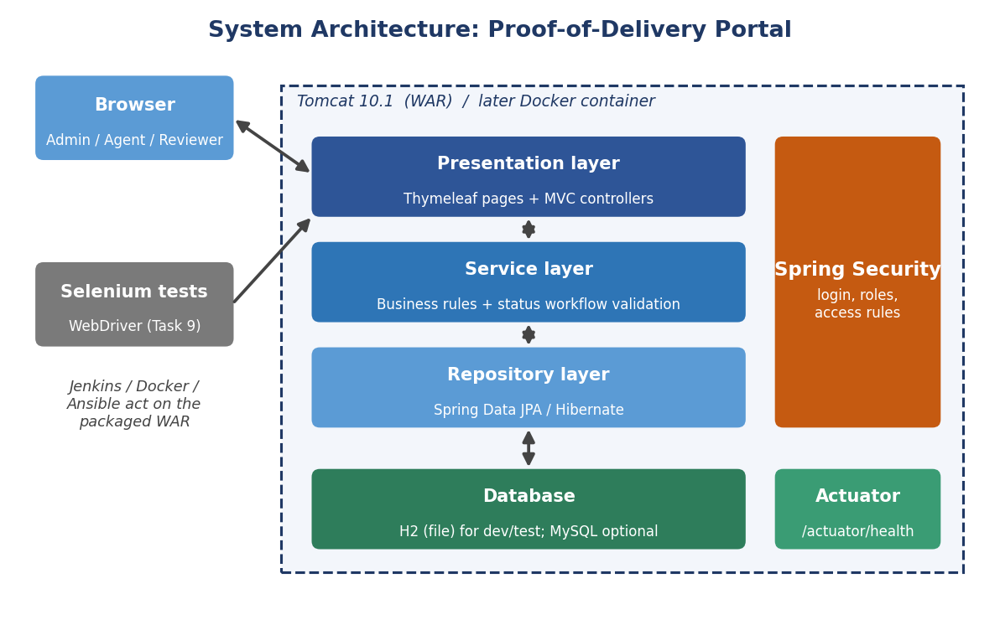 System Architecture: Proof-of-Delivery Portal
Browser
Admin / Agent / Reviewer
Selenium tests
WebDriver (Task 9)
Jenkins / Docker /
Ansible act on the
packaged WAR
Tomcat 10.1  (WAR)  /  later Docker container
Presentation layer
Thymeleaf pages + MVC controllers
Service layer
Business rules + status workflow validation
Repository layer
Spring Data JPA / Hibernate
Database
H2 (file) for dev/test; MySQL optional
Spring Security
login, roles,
access rules
Actuator
/actuator/health